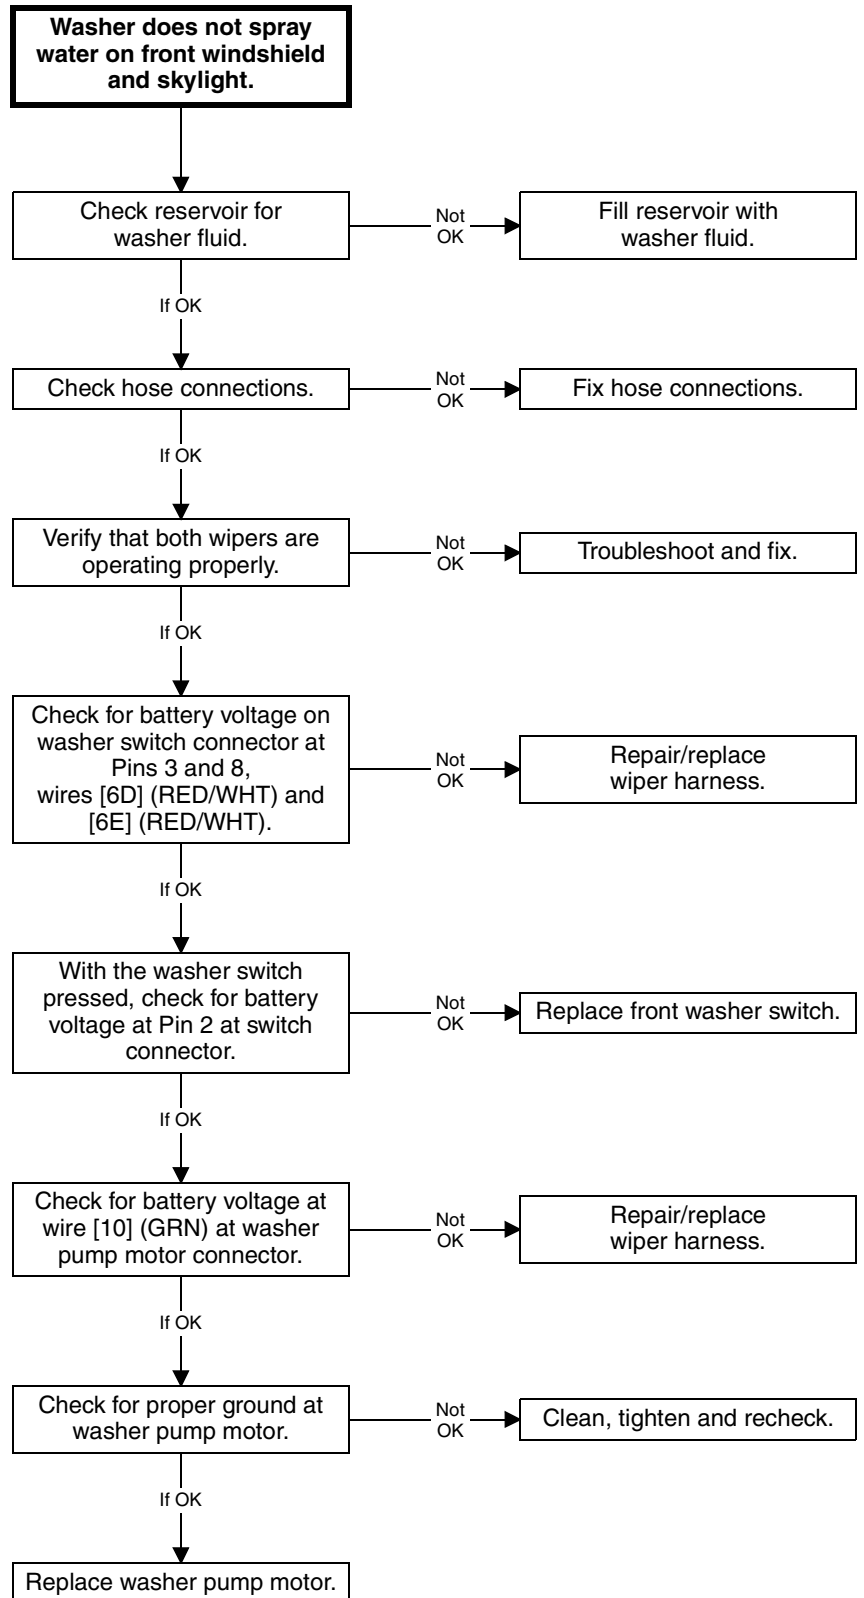 Washer does not spray
water on front windshield
and skylight.
Check reservoir for
washer fluid.
Not
OK
Fill reservoir with
washer fluid.
If OK
Check hose connections.
Not
OK
Fix hose connections.
If OK
Verify that both wipers are
operating properly.
Not
OK
Troubleshoot and fix.
If OK
Check for battery voltage on
washer switch connector at
Pins 3 and 8,
wires [6D] (RED/WHT) and
[6E] (RED/WHT).
Not
OK
Repair/replace
wiper harness.
If OK
With the washer switch
pressed, check for battery
voltage at Pin 2 at switch
connector.
Not
OK
Replace front washer switch.
If OK
Check for battery voltage at
wire [10] (GRN) at washer
pump motor connector.
Not
OK
Repair/replace
wiper harness.
If OK
Check for proper ground at
washer pump motor.
Not
OK
Clean, tighten and recheck.
If OK
Replace washer pump motor.